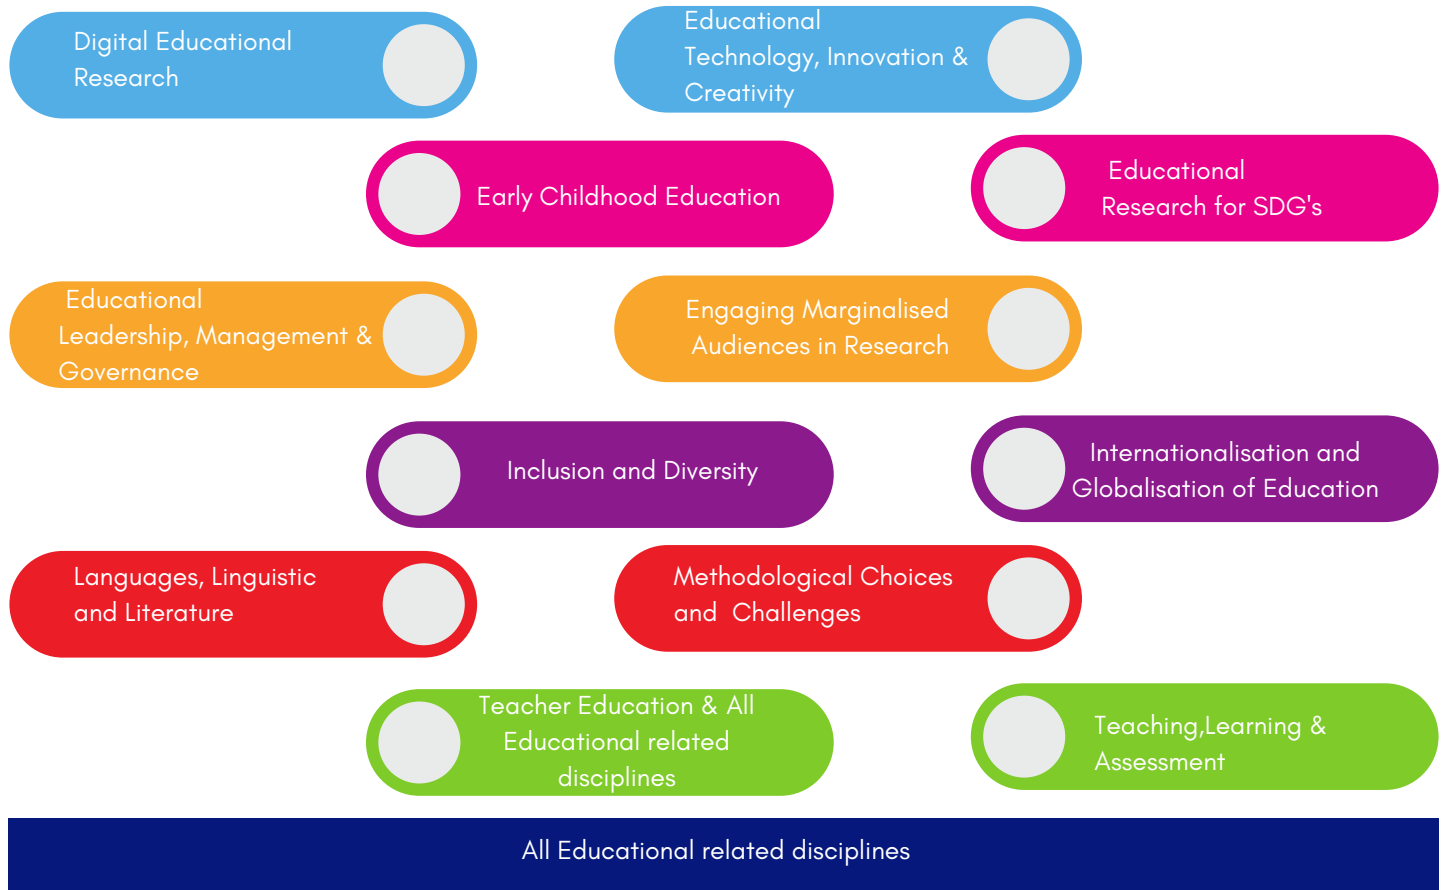 Digital Educational
Research
Educational
Technology, Innovation &
Creativity
Early Childhood Education
Educational
Research for SDG's
Educational
Leadership, Management &
Governance
Engaging Marginalised
Audiences in Research
Inclusion and Diversity
Internationalisation and
Globalisation of Education
Languages, Linguistic
and Literature
Methodological Choices
and  Challenges
Teacher Education & All
Educational related
disciplines
Teaching,Learning &
Assessment
All Educational related disciplines